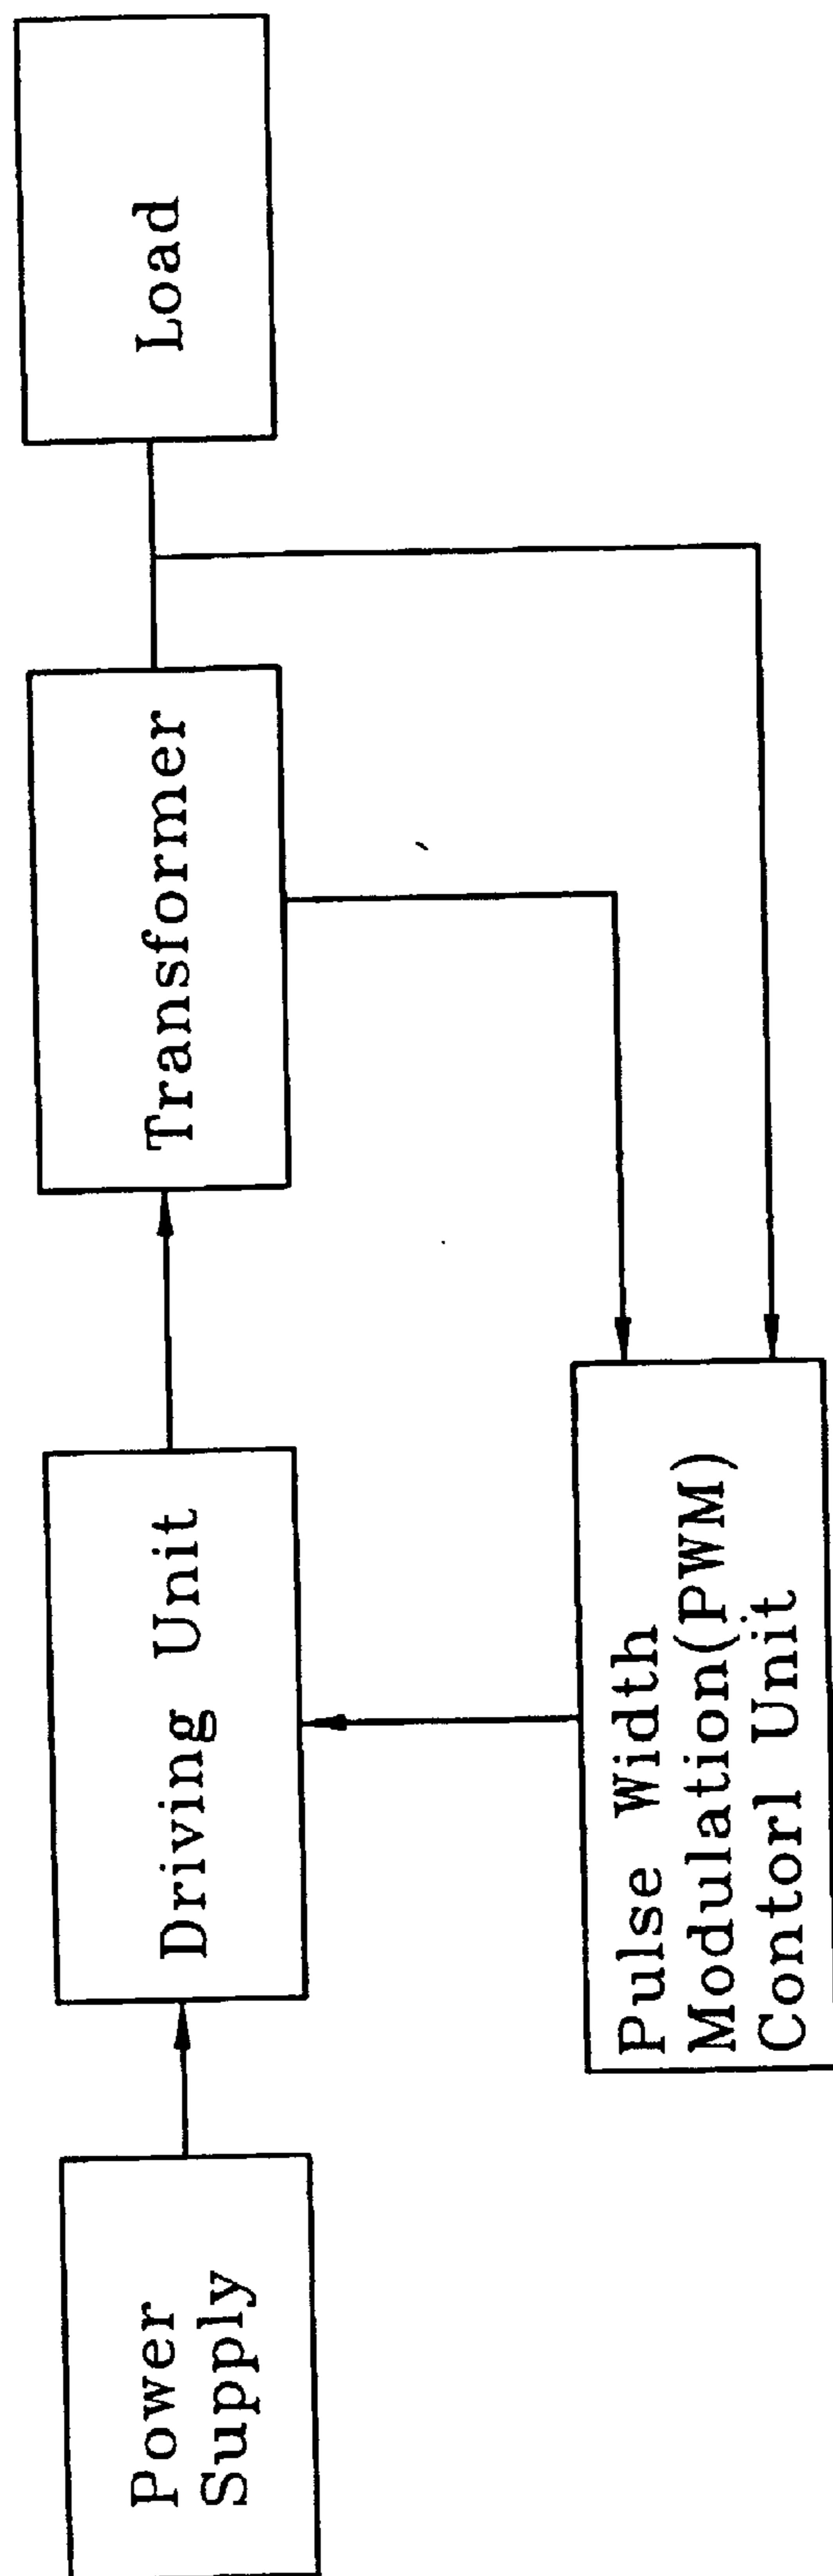 Power
Supply
Driving Unit
Transformer
Load
Pulse Width
Modulation(PWM)
Contorl Unit